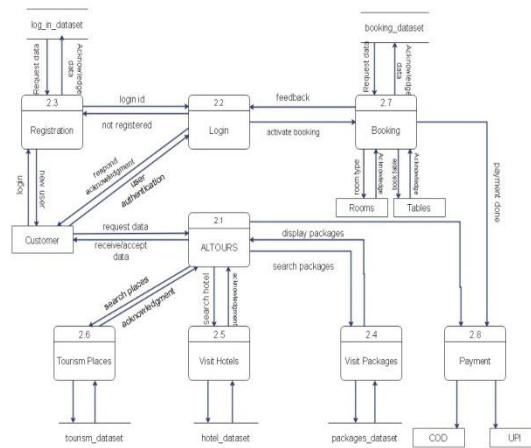 log_in_dataset
booking_dataset
Request data
Acknowledge
data
Request data
Acknowledge
data
2.3
Registration
login id
not registered
2.2
Login
feedback
activate booking
2.7
Booking
login
new user
respond
acknowledgment
user
authentication
room type
Acknowledge
book table
Acknowledge
payment done
Rooms
Tables
Customer
request data
receive/accept
data
2.1
ALTOURS
display packages
search packages
search places
acknowledgment
search hotel
acknowledgment
2.6
Tourism Places
2.5
Visit Hotels
2.4
Visit Packages
2.8
Payment
tourism_dataset
hotel_dataset
packages_dataset
COD
UPI